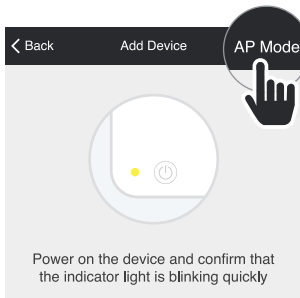 Back Add Device AP Mode
Power on the device and confirm that
the indicator light is blinking quickly